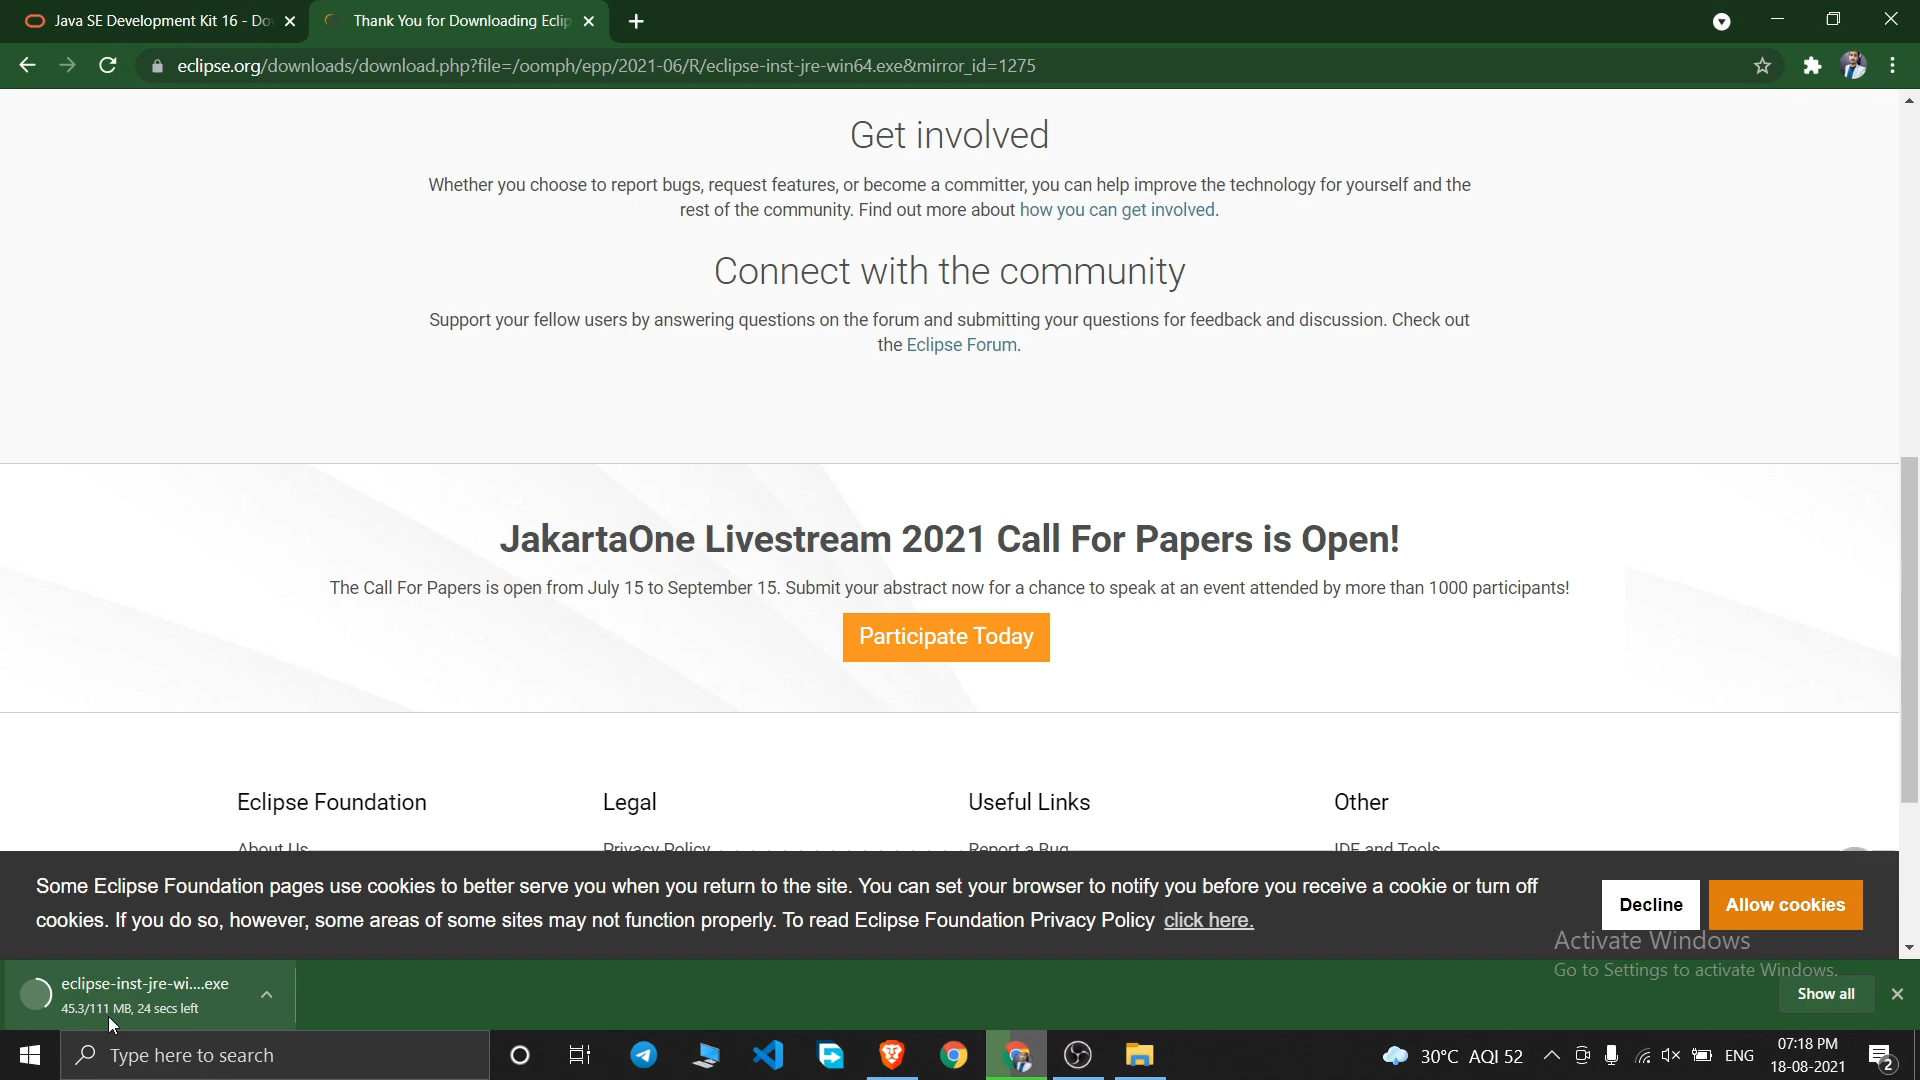 Java SE Development Kit 16 - Do
Thank You for Downloading Eclip
eclipse.org/downloads/download.php?file=/oomph/epp/2021-06/R/eclipse-inst-jre-win64.exe&mirror_id=1275
Get involved
Whether you choose to report bugs, request features, or become a committer, you can help improve the technology for yourself and the
rest of the community. Find out more about how you can get involved.
Connect with the community
Support your fellow users by answering questions on the forum and submitting your questions for feedback and discussion. Check out
the Eclipse Forum.
JakartaOne Livestream 2021 Call For Papers is Open!
The Call For Papers is open from July 15 to September 15. Submit your abstract now for a chance to speak at an event attended by more than 1000 participants!
Participate Today
Eclipse Foundation
Legal
Useful Links
Other
About Us
Privacy Policy
Report a Bug
IDE and Tools
Some Eclipse Foundation pages use cookies to better serve you when you return to the site. You can set your browser to notify you before you receive a cookie or turn off
cookies. If you do so, however, some areas of some sites may not function properly. To read Eclipse Foundation Privacy Policy click here.
Decline
Allow cookies
Activate Windows
Go to Settings to activate Windows.
eclipse-inst-jre-wi....exe
45.3/111 MB, 24 secs left
Show all
Type here to search
30°C AQI 52
ENG
07:18 PM
18-08-2021
2